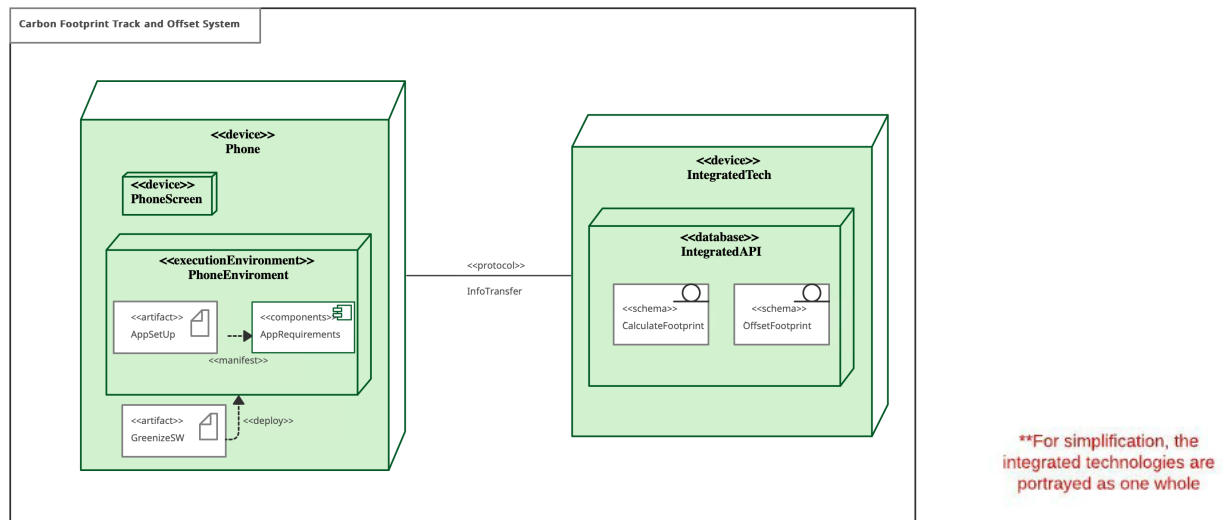 Carbon Footprint Track and Offset System
<<device>>
Phone
<<device>>
PhoneScreen
<<executionEnvironment>>
PhoneEnviroment
<<artifact>>
AppSetUp
<<components>>
AppRequirements
<<manifest>>
<<artifact>>
GreenizeSW
<<deploy>>
<<protocol>>
InfoTransfer
<<device>>
IntegratedTech
<<database>>
IntegratedAPI
<<schema>>
CalculateFootprint
<<schema>>
OffsetFootprint
**For simplification, the
integrated technologies are
portrayed as one whole